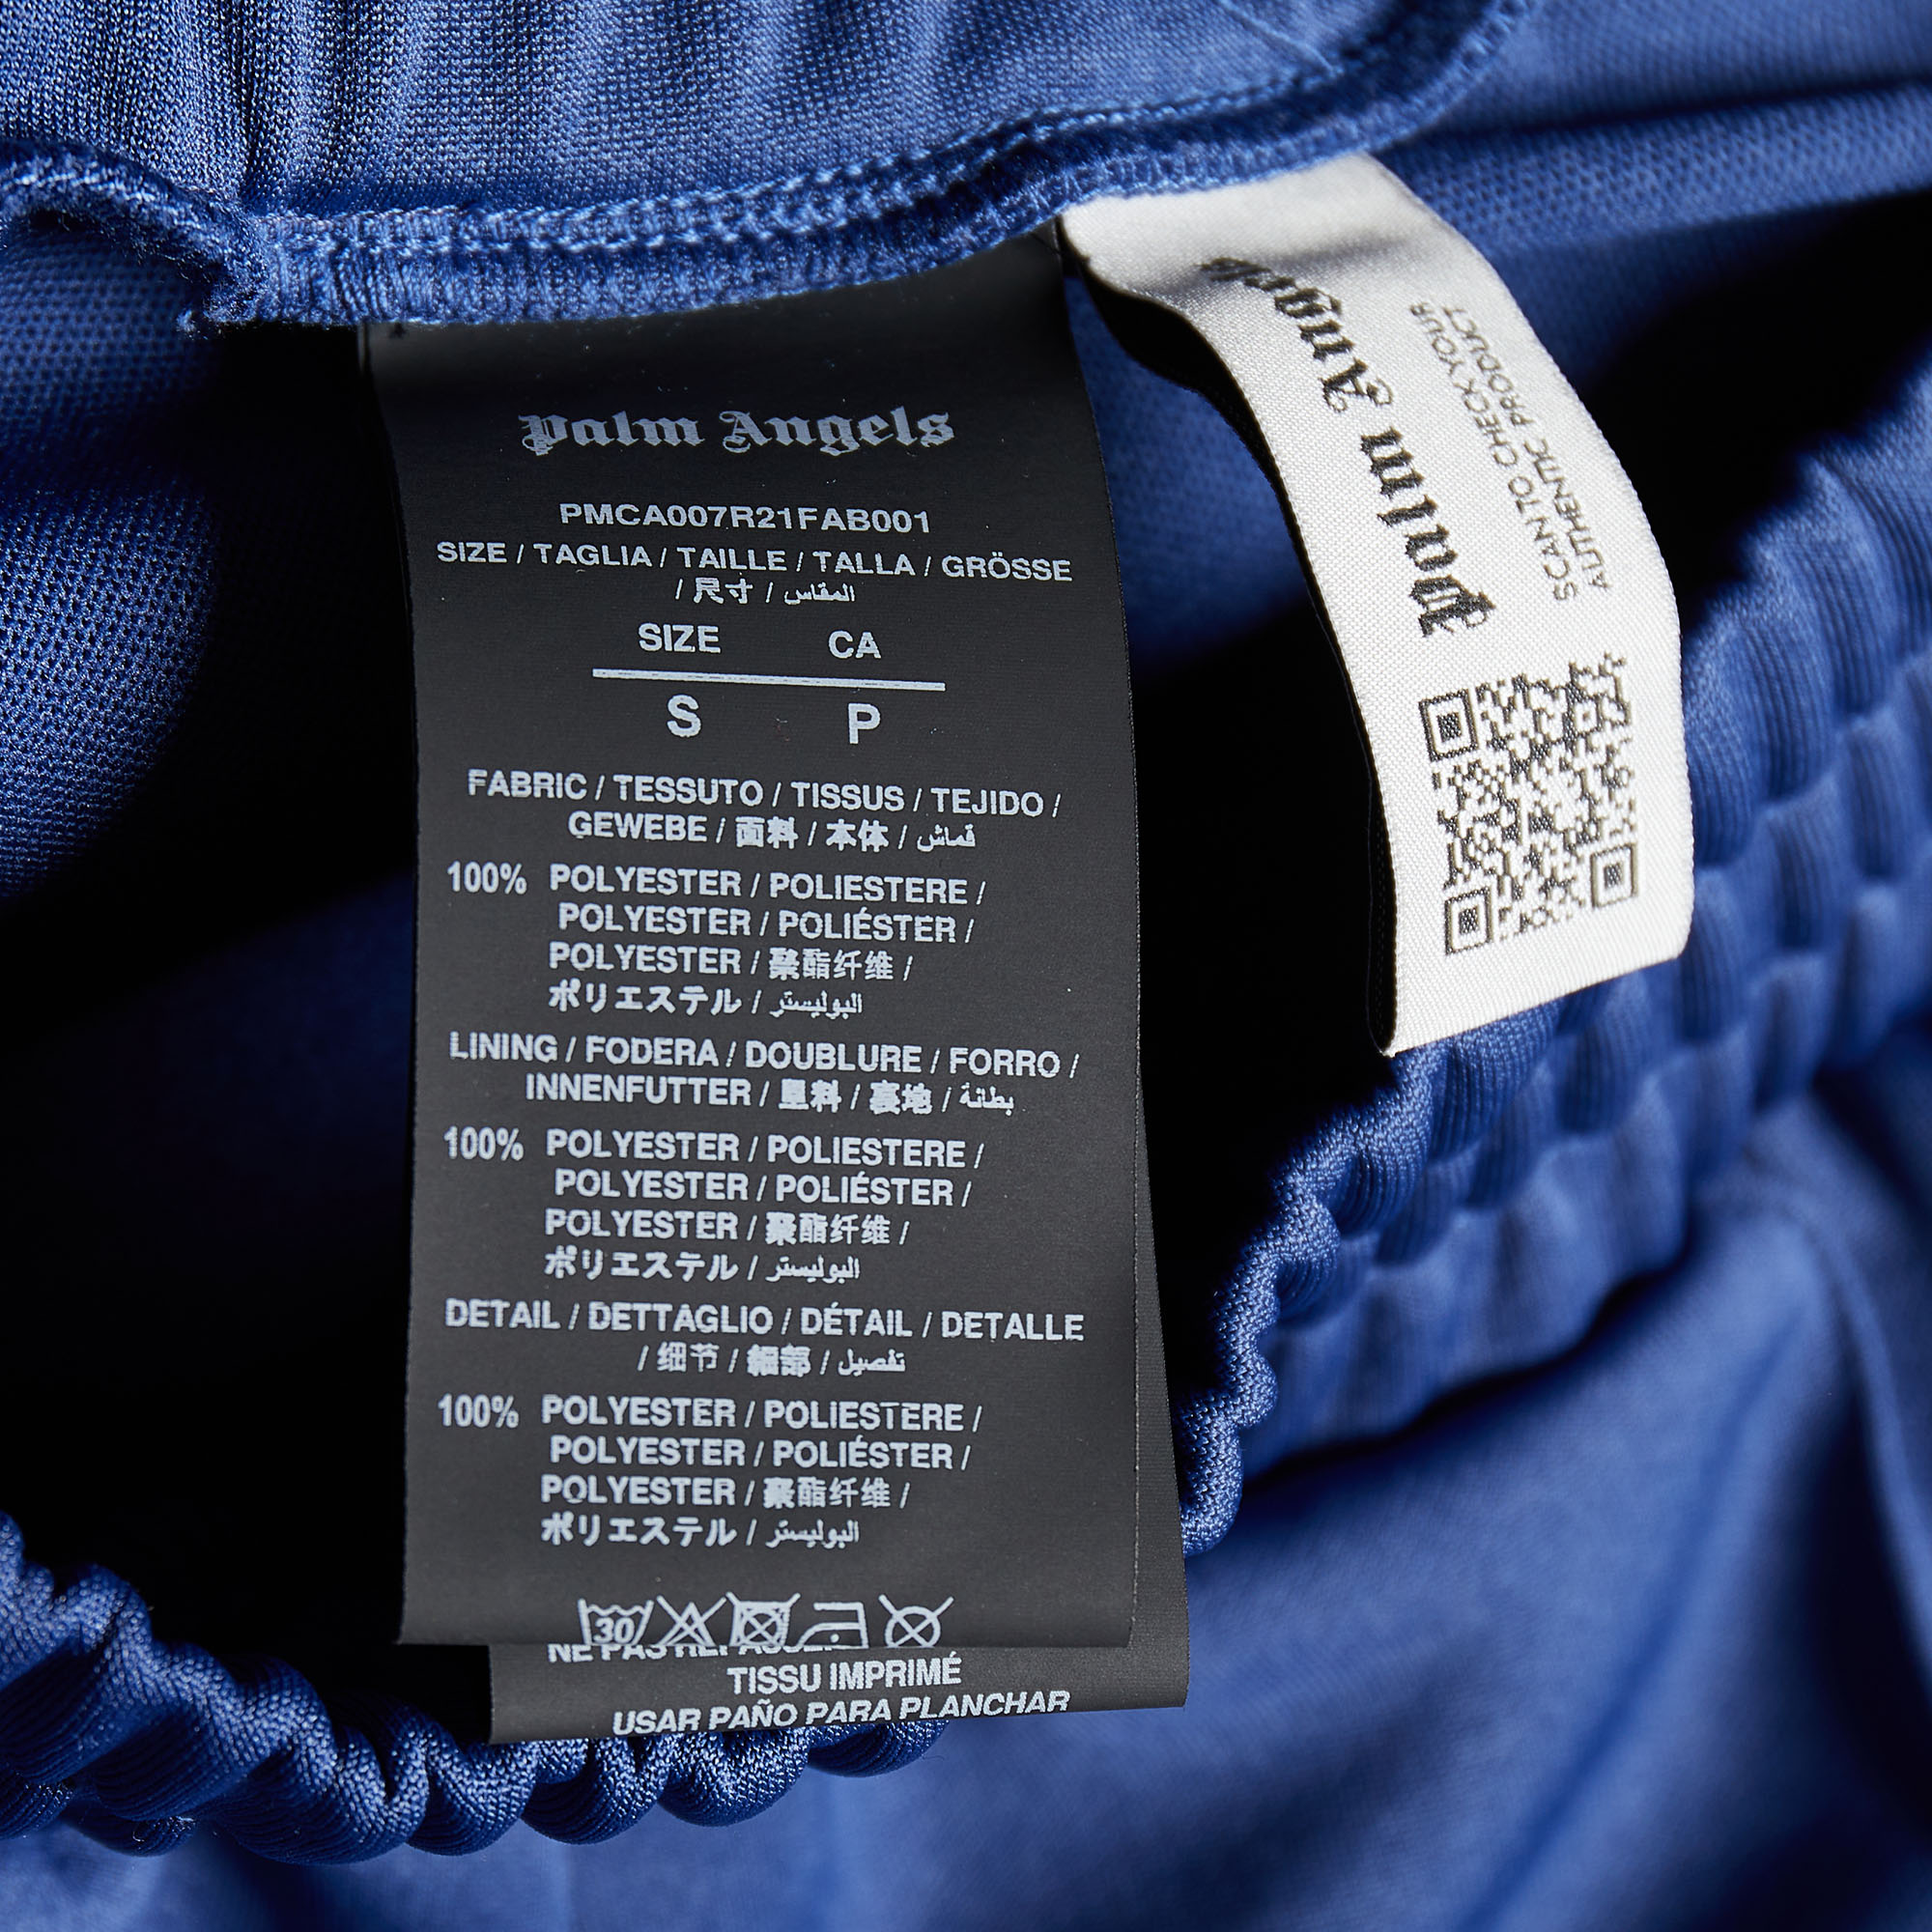 Palm Angels
PMCA007R21FAB001
SIZE / TAGLIA / TAILLE / TALLA / GRÖSSE
/ 尺寸 / المقاس
SIZE CA
S P
FABRIC / TESSUTO / TISSUS / TEJIDO /
GEWEBE / 面料 / 本体 / قماش
100% POLYESTER / POLIESTERE /
POLYESTER / POLIÉSTER /
POLYESTER / 聚酯纤维 /
ポリエステル / البوليستر
LINING / FODERA / DOUBLURE / FORRO /
INNENFUTTER / 里料 / 裏地 / بطانة
100% POLYESTER / POLIESTERE /
POLYESTER / POLIÉSTER /
POLYESTER / 聚酯纤维 /
ポリエステル / البوليستر
DETAIL / DETTAGLIO / DÉTAIL / DETALLE
/ 细节 / 細部 / تفصيل
100% POLYESTER / POLIESTERE /
POLYESTER / POLIÉSTER /
POLYESTER / 聚酯纤维 /
ポリエステル / البوليستر
30
NE PAS REPASSER
TISSU IMPRIMÉ
USAR PAÑO PARA PLANCHAR
Palm Angels
SCAN TO CHECK YOUR
AUTHENTIC PRODUCT